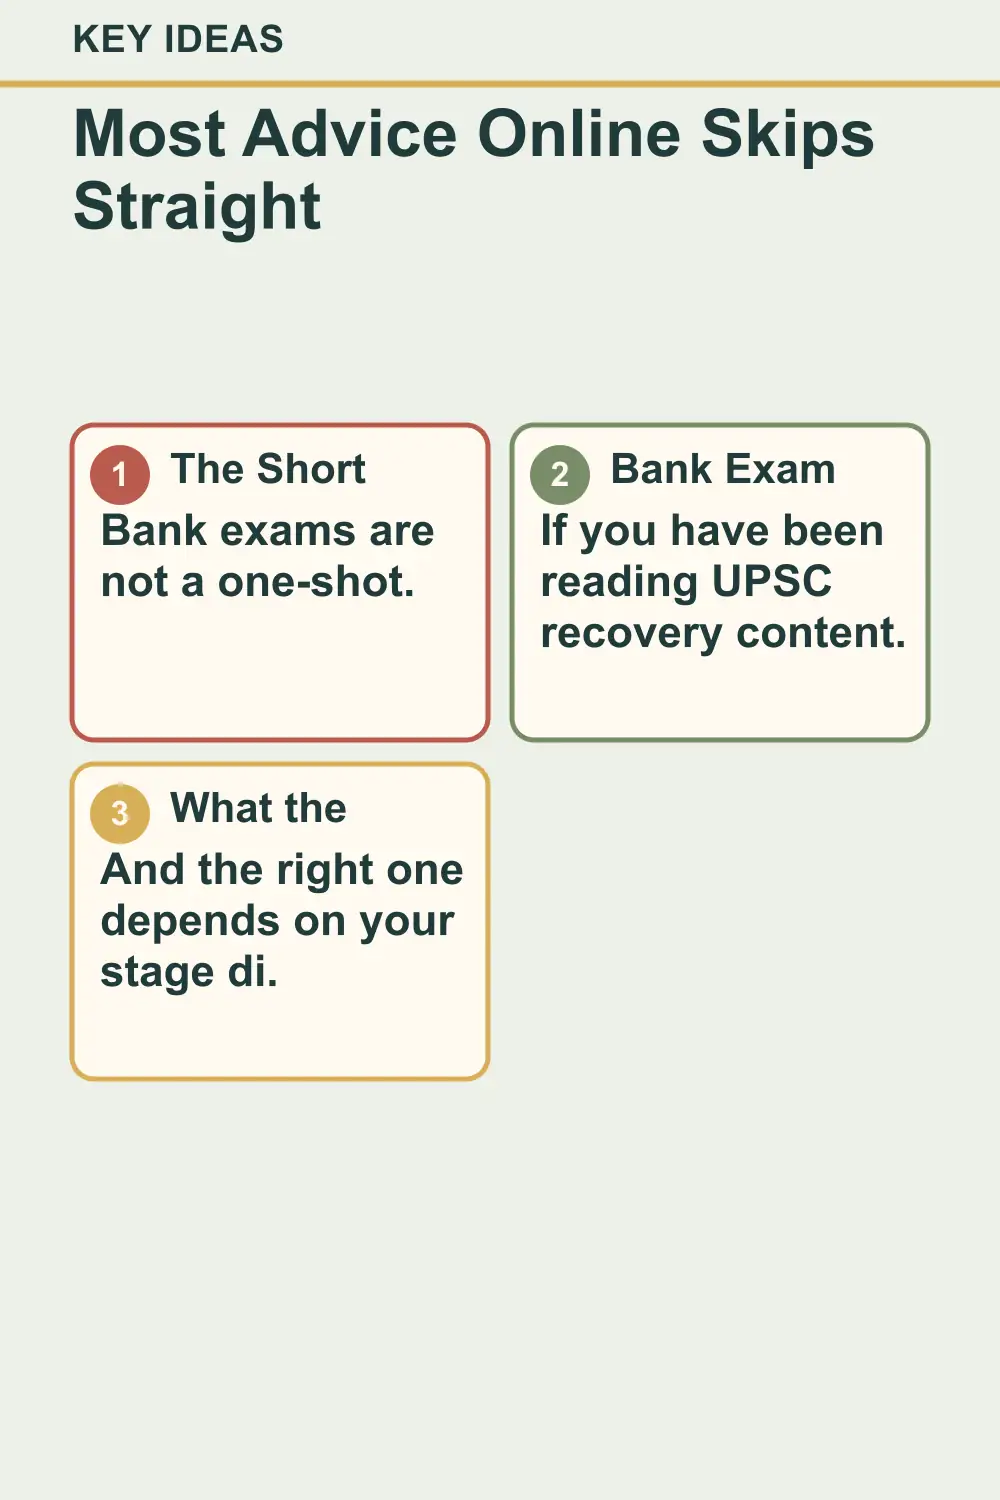 KEY IDEAS
Most Advice Online Skips
Straight
1 The Short
Bank exams are
not a one-shot.
2 Bank Exam
If you have been
reading UPSC
recovery content.
3 What the
And the right one
depends on your
stage di.